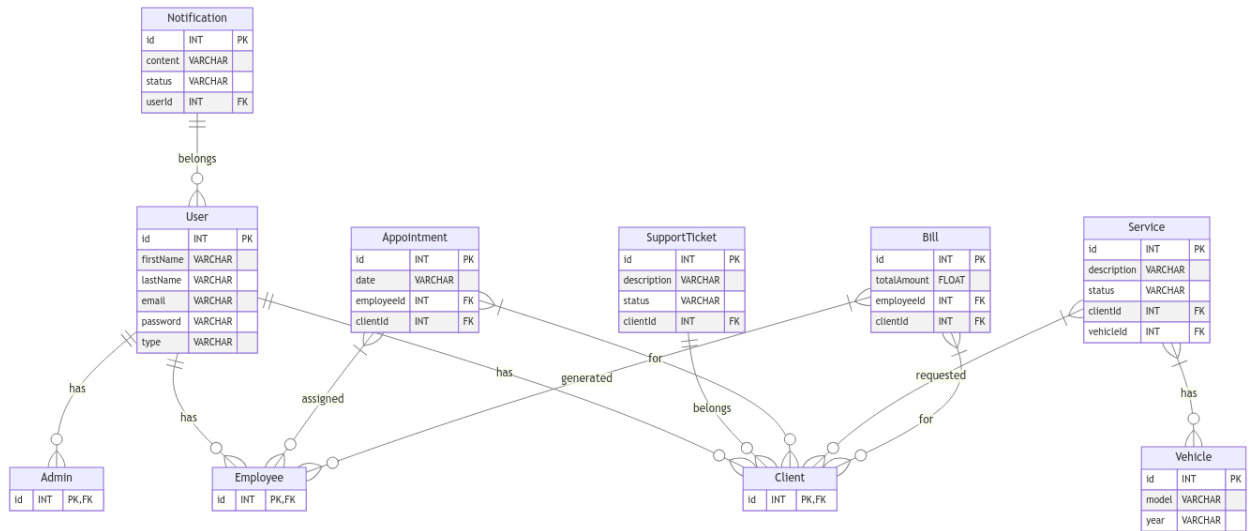 Notification
id INT PK
content VARCHAR
status VARCHAR
userId INT FK
belongs
User
id INT PK
firstName VARCHAR
lastName VARCHAR
email VARCHAR
password VARCHAR
type VARCHAR
Appointment
id INT PK
date VARCHAR
employeeId INT FK
clientId INT FK
SupportTicket
id INT PK
description VARCHAR
status VARCHAR
clientId INT FK
Bill
id INT PK
totalAmount FLOAT
employeeId INT FK
clientId INT FK
Service
id INT PK
description VARCHAR
status VARCHAR
clientId INT FK
vehicleId INT FK
has
has
assigned
has
generated
for
belongs
requested
for
has
Admin
id INT PK,FK
Employee
id INT PK,FK
Client
id INT PK,FK
Vehicle
id INT PK
model VARCHAR
year VARCHAR